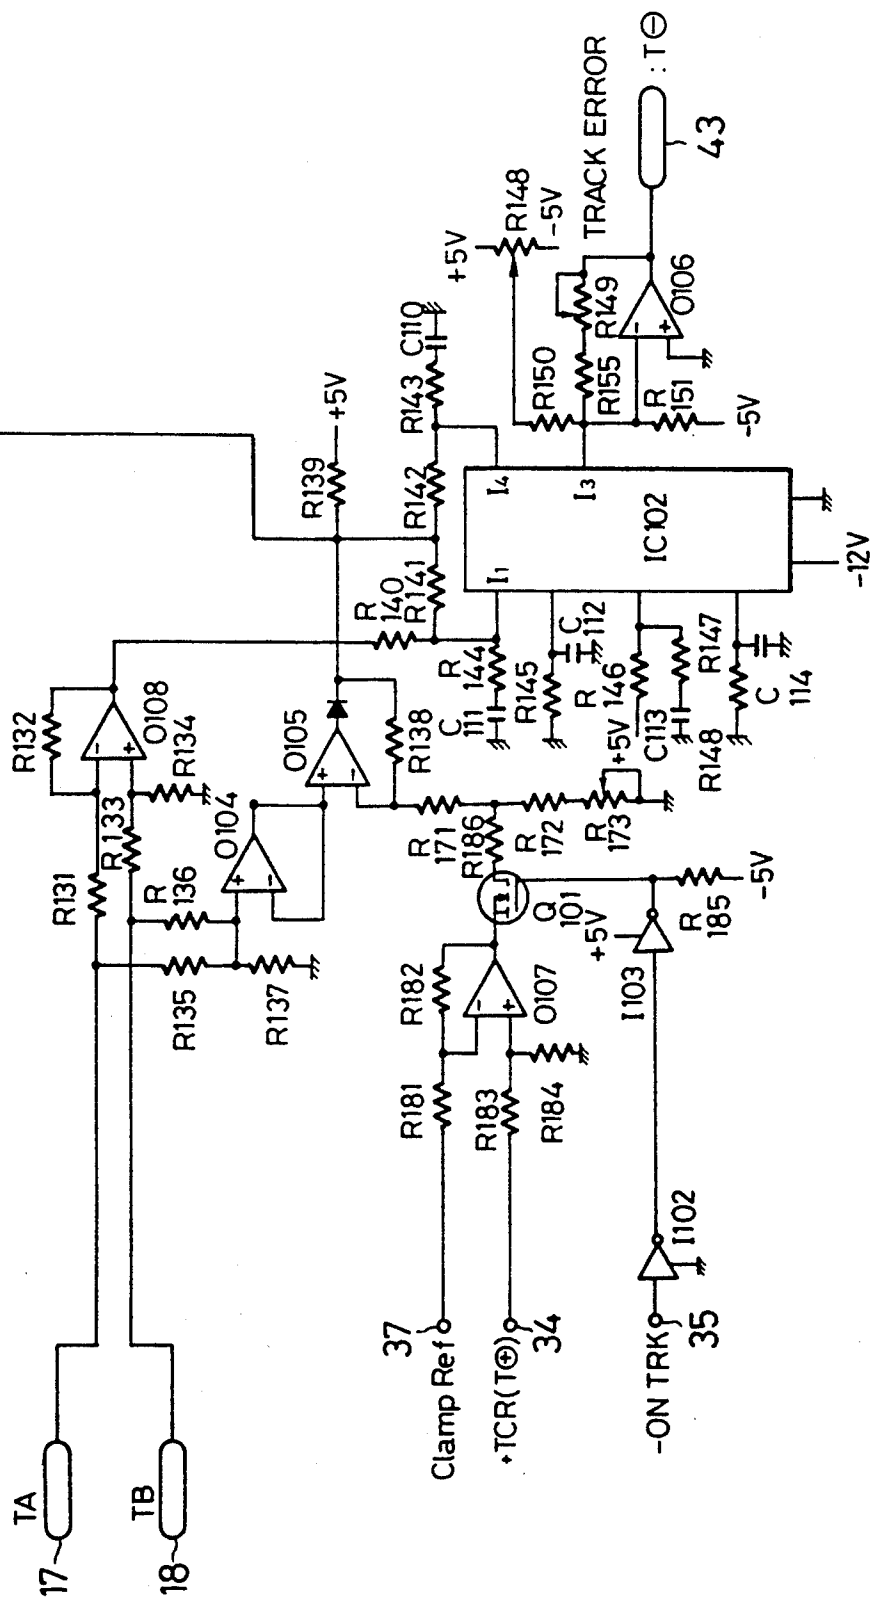 TA
17
TB
18
R131
R132
-
+
O108
R
133
R134
R
136
R135
R137
+
-
O104
+
-
O105
R138
R139
+5V
R
140
R141
R142
R143
C110
R
171
R186
R
172
R
173
Q
101
R181
R182
-
+
O107
R183
R184
37
Clamp Ref
+TCR(T⊕)
34
-ON TRK
35
I102
I103
+5V
R
185
-5V
R
144
C
111
R145
C
112
R
146
+5V
C113
R147
R148
C
114
I1
I4
I3
IC102
-12V
+5V
R148
-5V
R150
R155
R149
R
151
-5V
-
+
O106
TRACK ERROR
:T⊖
43